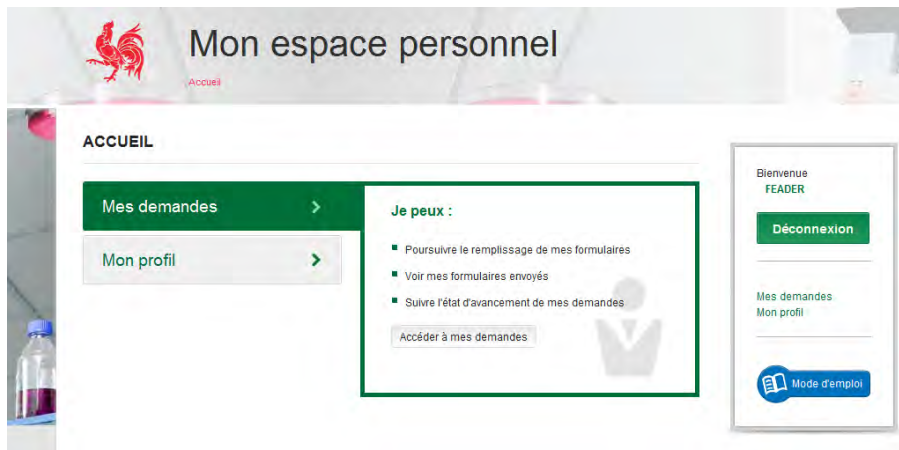 Mon espace personnel
Accueil
ACCUEIL
Mes demandes
Mon profil
Je peux :
Poursuivre le remplissage de mes formulaires
Voir mes formulaires envoyés
Suivre l'état d'avancement de mes demandes
Accéder à mes demandes
Bienvenue
FEADER
Déconnexion
Mes demandes
Mon profil
Mode d'emploi